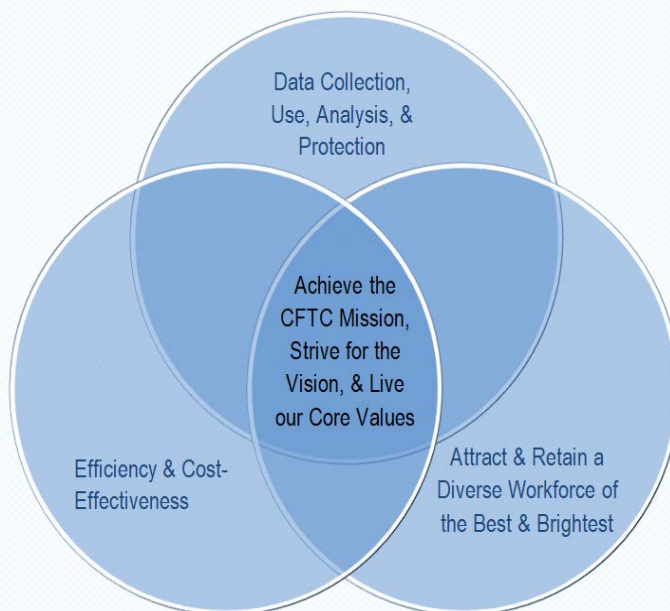 Data Collection,
Use, Analysis, &
Protection
Achieve the
CFTC Mission,
Strive for the
Vision, & Live
our Core Values
Efficiency & Cost-
Effectiveness
Attract & Retain a
Diverse Workforce of
the Best & Brightest